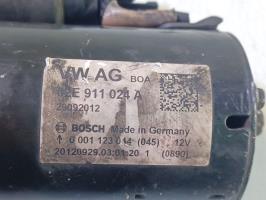 VW AG BOA
02E 911 024 A
29092012
BOSCH Made in Germany
0 001 123 014 (045) 12V
20120929.03:01:20 1 (0890)